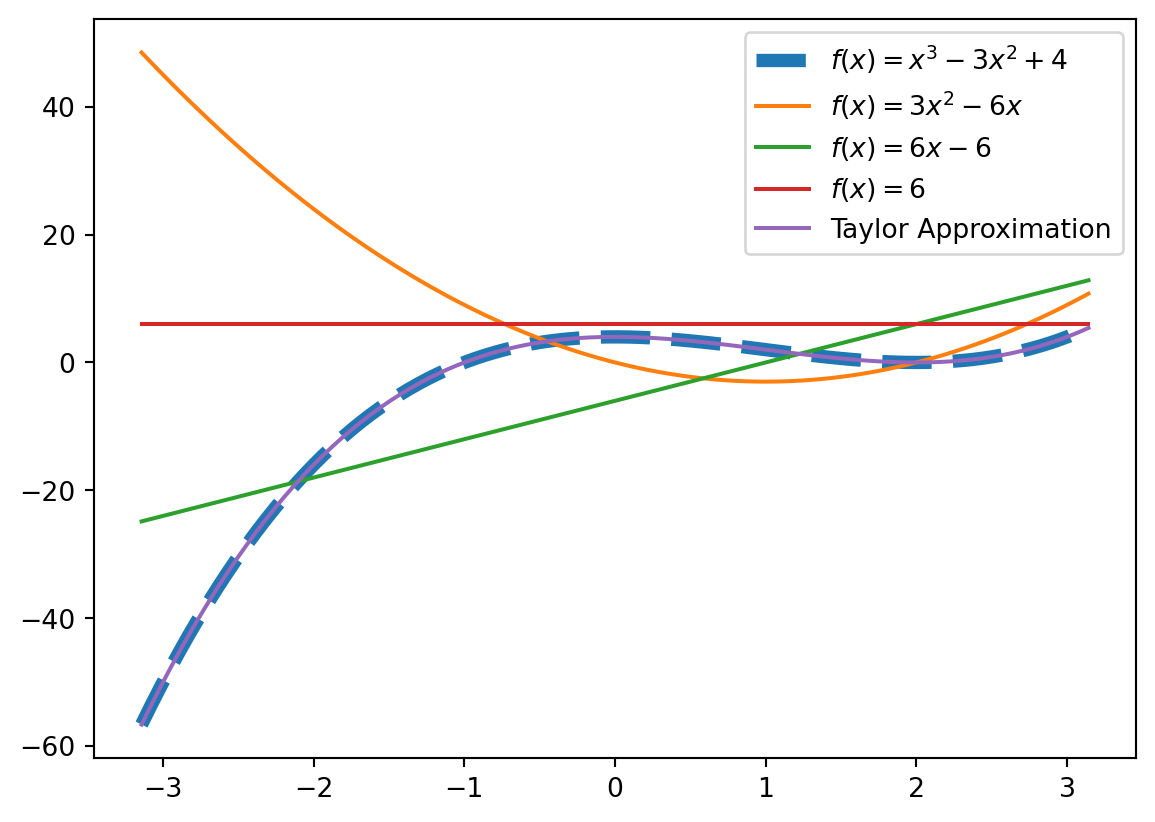 f(x) = x³ − 3x² + 4
f(x) = 3x² − 6x
f(x) = 6x − 6
f(x) = 6
Taylor Approximation
40
20
0
−20
−40
−60
−3 −2 −1 0 1 2 3